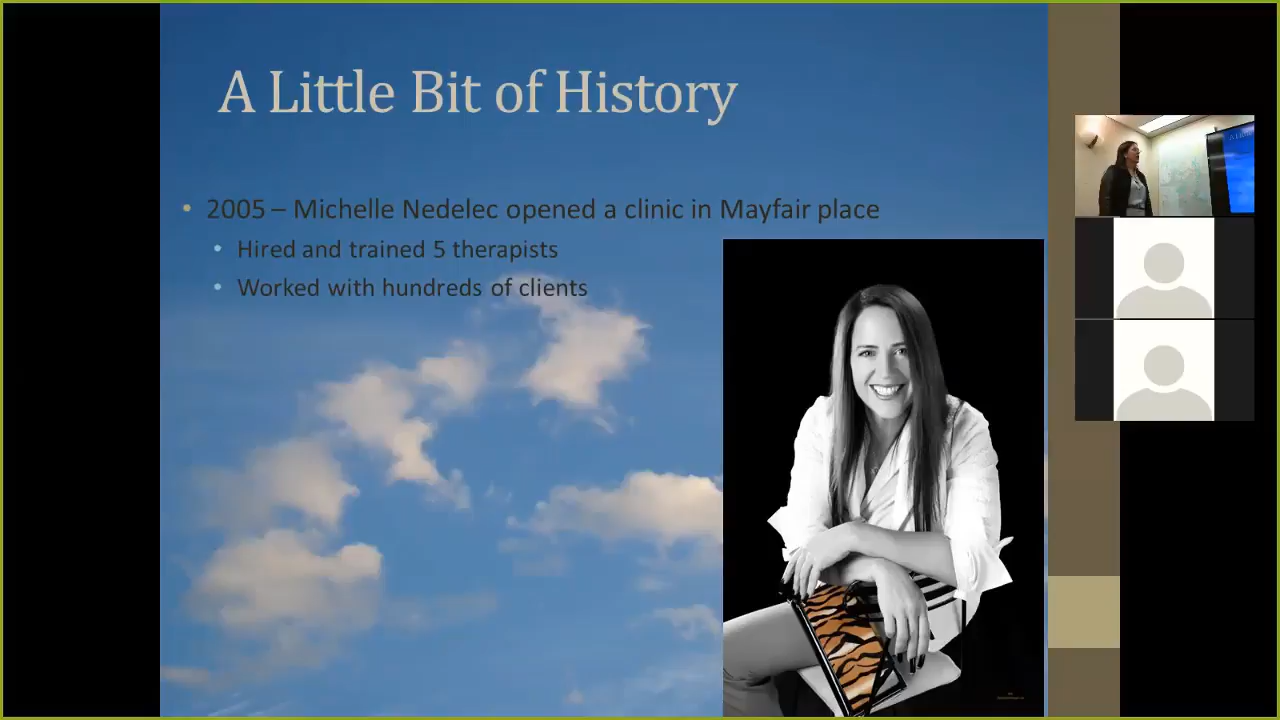 A Little Bit of History
• 2005 – Michelle Nedelec opened a clinic in Mayfair place
• Hired and trained 5 therapists
• Worked with hundreds of clients